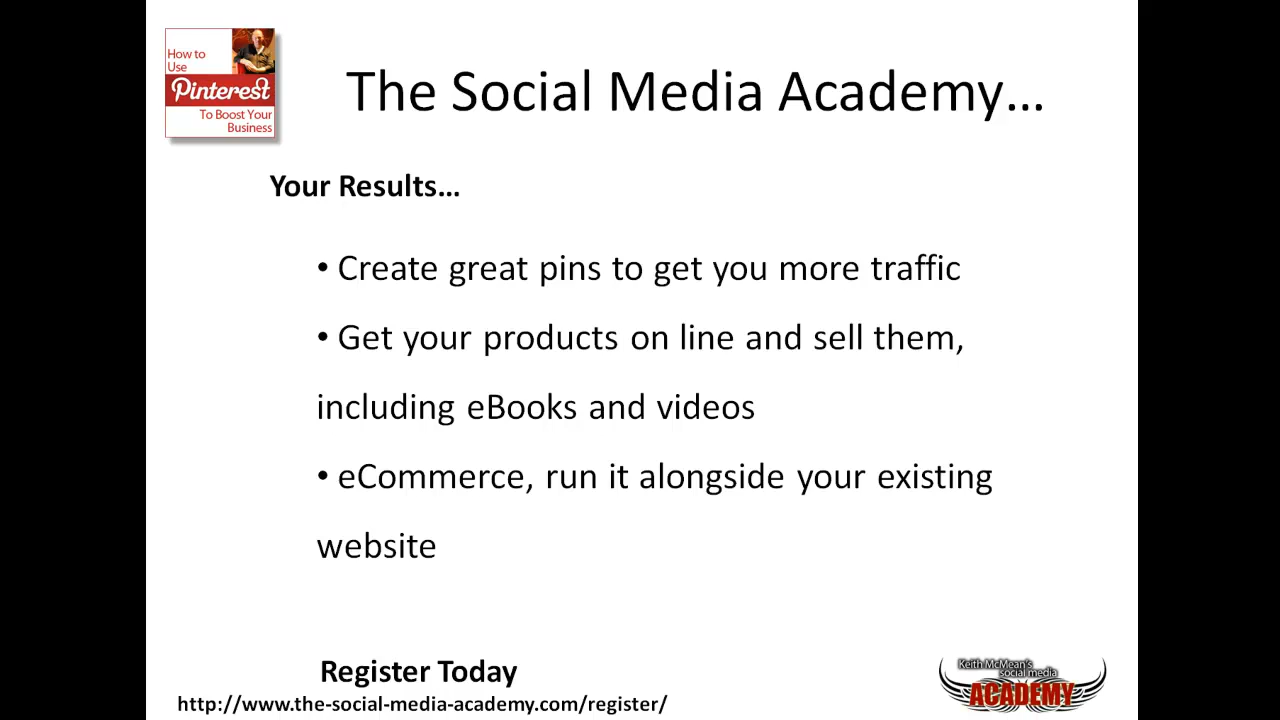 How to
Use
Pinterest
To Boost Your
Business
The Social Media Academy...
Your Results...
• Create great pins to get you more traffic
• Get your products on line and sell them,
including eBooks and videos
• eCommerce, run it alongside your existing
website
Register Today
http://www.the-social-media-academy.com/register/
Keith McMean's
social media
ACADEMY